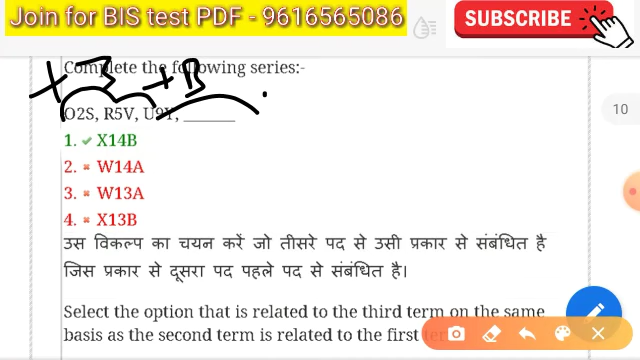 Join for BIS test PDF - 9616565086
SUBSCRIBE
Complete the following series:-
+3 +B
O2S, R5V, U9Y, ______
10
1. X14B
2. W14A
3. W13A
4. X13B
उस विकल्प का चयन करें जो तीसरे पद से उसी प्रकार से संबंधित है
जिस प्रकार से दूसरा पद पहले पद से संबंधित है।
Select the option that is related to the third term on the same
basis as the second term is related to the first